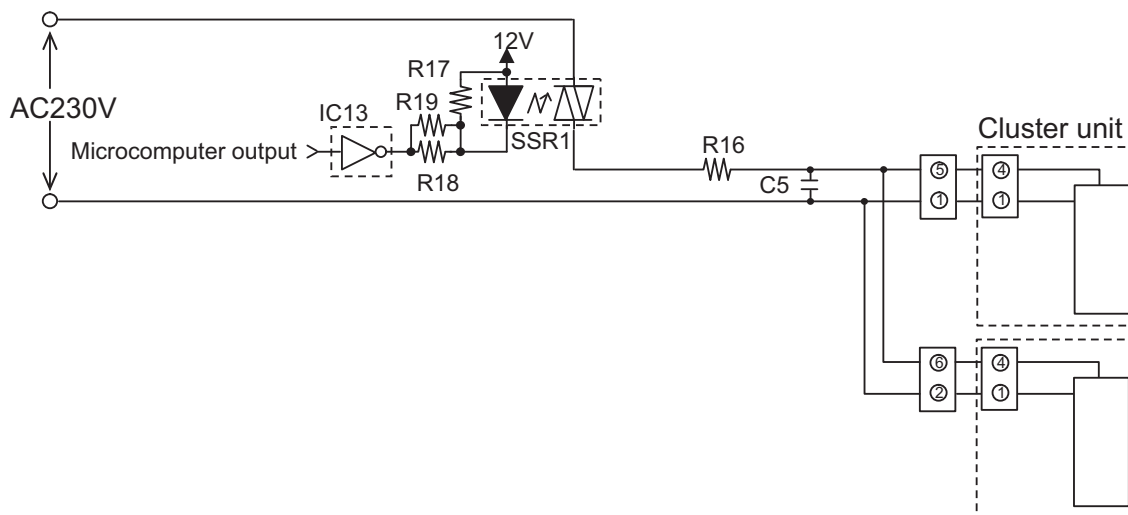 12V
R17
AC230V
IC13
R19
SSR1
Cluster unit
Microcomputer output
R16
R18
C5
⑤
④
①
①
⑥
④
②
①